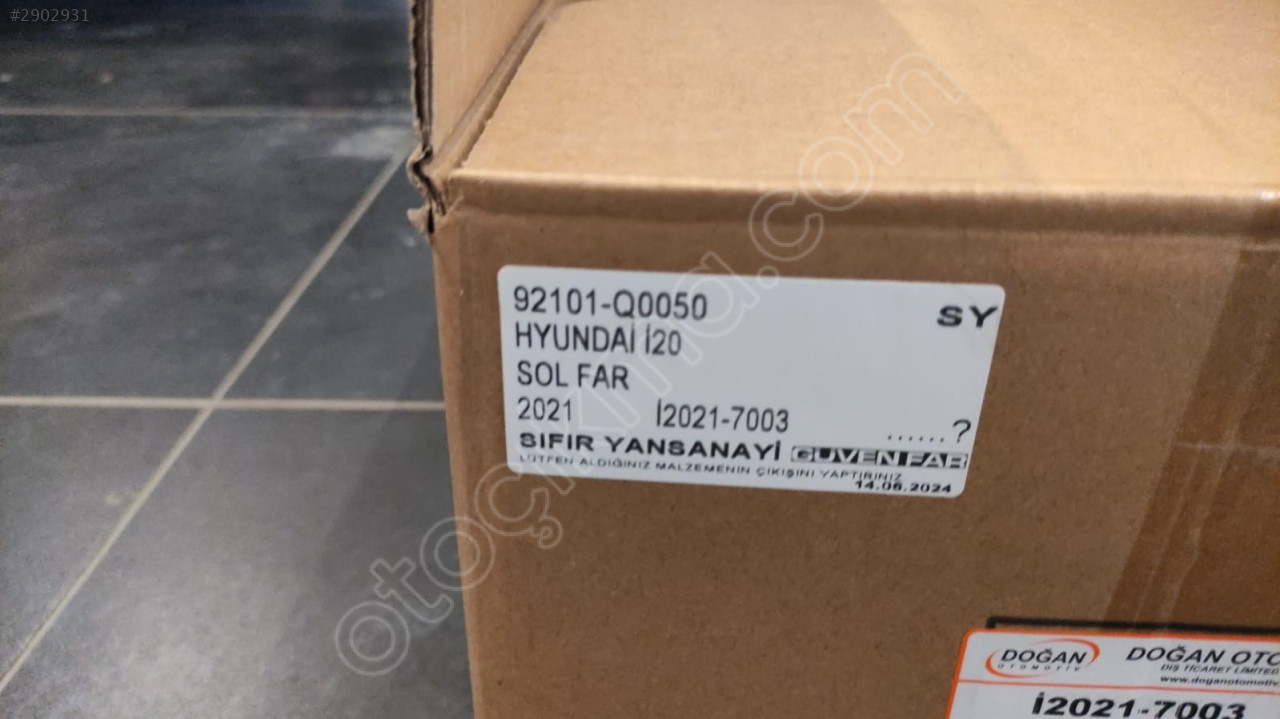 #2902931
otoçıkma.com
92101-Q0050
SY
HYUNDAİ İ20
SOL FAR
2021 İ2021-7003
......?
SIFIR YANSANAYİ GÜVEN FAR
LÜTFEN ALDIĞINIZ MALZEMENİN ÇIKIŞINI YAPTIRINIZ
14.06.2024
DOĞAN
OTOMOTİV
DOĞAN OTO
DIŞ TİCARET LİMİTED
www.doganotomotiv.
İ2021-7003